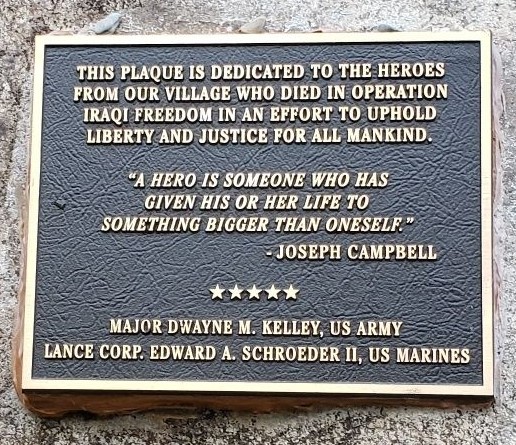 THIS PLAQUE IS DEDICATED TO THE HEROES
FROM OUR VILLAGE WHO DIED IN OPERATION
IRAQI FREEDOM IN AN EFFORT TO UPHOLD
LIBERTY AND JUSTICE FOR ALL MANKIND.
"A HERO IS SOMEONE WHO HAS
GIVEN HIS OR HER LIFE TO
SOMETHING BIGGER THAN ONESELF."
- JOSEPH CAMPBELL
MAJOR DWAYNE M. KELLEY, US ARMY
LANCE CORP. EDWARD A. SCHROEDER II, US MARINES